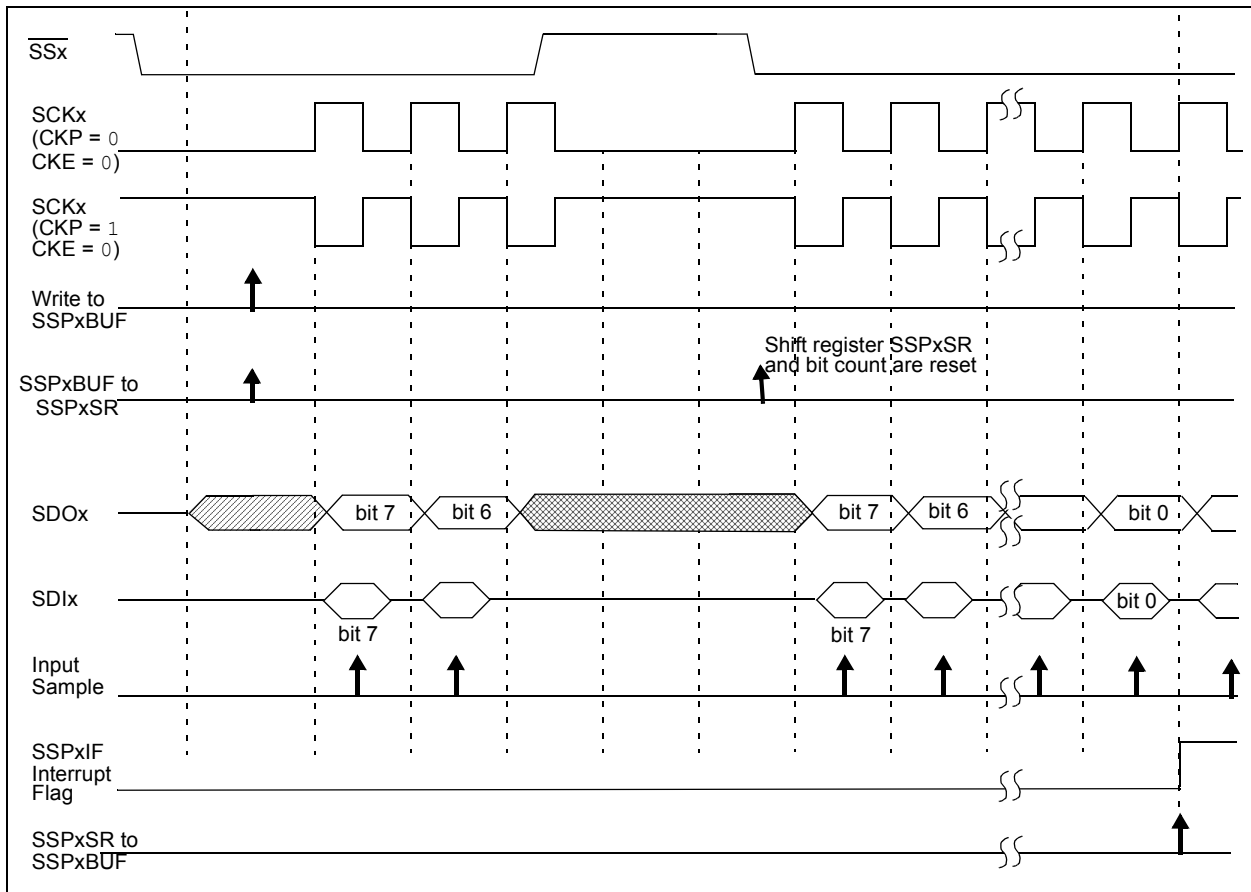 SSx
SCKx
(CKP = 0
CKE = 0)
SCKx
(CKP = 1
CKE = 0)
Write to
SSPxBUF
Shift register SSPxSR
and bit count are reset
SSPxBUF to
SSPxSR
SDOx
bit 7
bit 6
bit 7
bit 6
bit 0
SDIx
bit 0
bit 7
bit 7
Input
Sample
SSPxIF
Interrupt
Flag
SSPxSR to
SSPxBUF